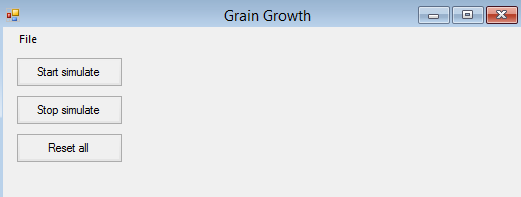 Grain Growth
File
Start simulate
Stop simulate
Reset all